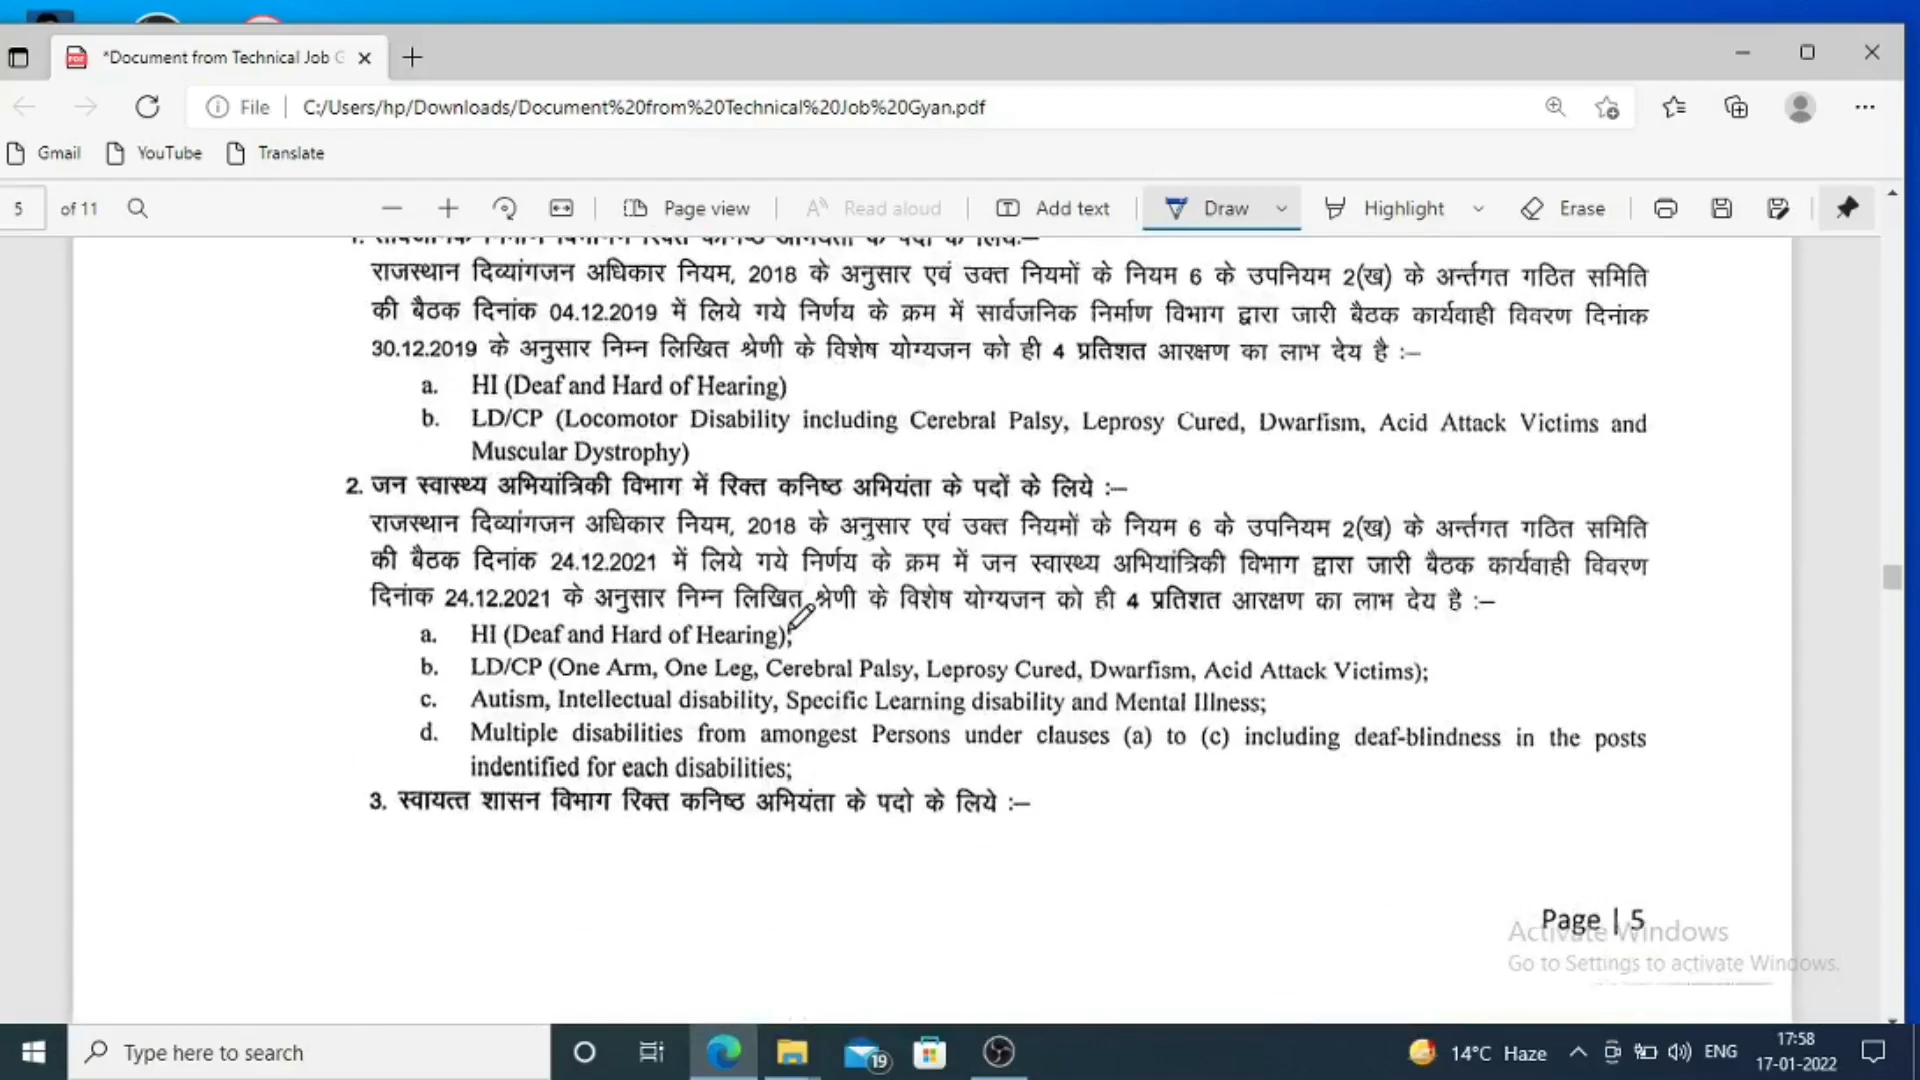 *Document from Technical Job G
File
C:/Users/hp/Downloads/Document%20from%20Technical%20Job%20Gyan.pdf
Gmail YouTube Translate
5 of 11 Page view Read aloud Add text Draw Highlight Erase
राजस्थान दिव्यांगजन अधिकार नियम, 2018 के अनुसार एवं उक्त नियमों के नियम 6 के उपनियम 2(ख) के अर्न्तगत गठित समिति
की बैठक दिनांक 04.12.2019 में लिये गये निर्णय के क्रम में सार्वजनिक निर्माण विभाग द्वारा जारी बैठक कार्यवाही विवरण दिनांक
30.12.2019 के अनुसार निम्न लिखित श्रेणी के विशेष योग्यजन को ही 4 प्रतिशत आरक्षण का लाभ देय है :–
a. HI (Deaf and Hard of Hearing)
b. LD/CP (Locomotor Disability including Cerebral Palsy, Leprosy Cured, Dwarfism, Acid Attack Victims and
Muscular Dystrophy)
2. जन स्वास्थ्य अभियांत्रिकी विभाग में रिक्त कनिष्ठ अभियंता के पदों के लिये :–
राजस्थान दिव्यांगजन अधिकार नियम, 2018 के अनुसार एवं उक्त नियमों के नियम 6 के उपनियम 2(ख) के अर्न्तगत गठित समिति
की बैठक दिनांक 24.12.2021 में लिये गये निर्णय के क्रम में जन स्वास्थ्य अभियांत्रिकी विभाग द्वारा जारी बैठक कार्यवाही विवरण
दिनांक 24.12.2021 के अनुसार निम्न लिखित श्रेणी के विशेष योग्यजन को ही 4 प्रतिशत आरक्षण का लाभ देय है :–
a. HI (Deaf and Hard of Hearing);
b. LD/CP (One Arm, One Leg, Cerebral Palsy, Leprosy Cured, Dwarfism, Acid Attack Victims);
c. Autism, Intellectual disability, Specific Learning disability and Mental Illness;
d. Multiple disabilities from amongest Persons under clauses (a) to (c) including deaf-blindness in the posts
indentified for each disabilities;
3. स्वायत्त शासन विभाग रिक्त कनिष्ठ अभियंता के पदो के लिये :–
Page | 5
Activate Windows
Go to Settings to activate Windows.
Type here to search
19
14°C Haze
ENG
17:58
17-01-2022